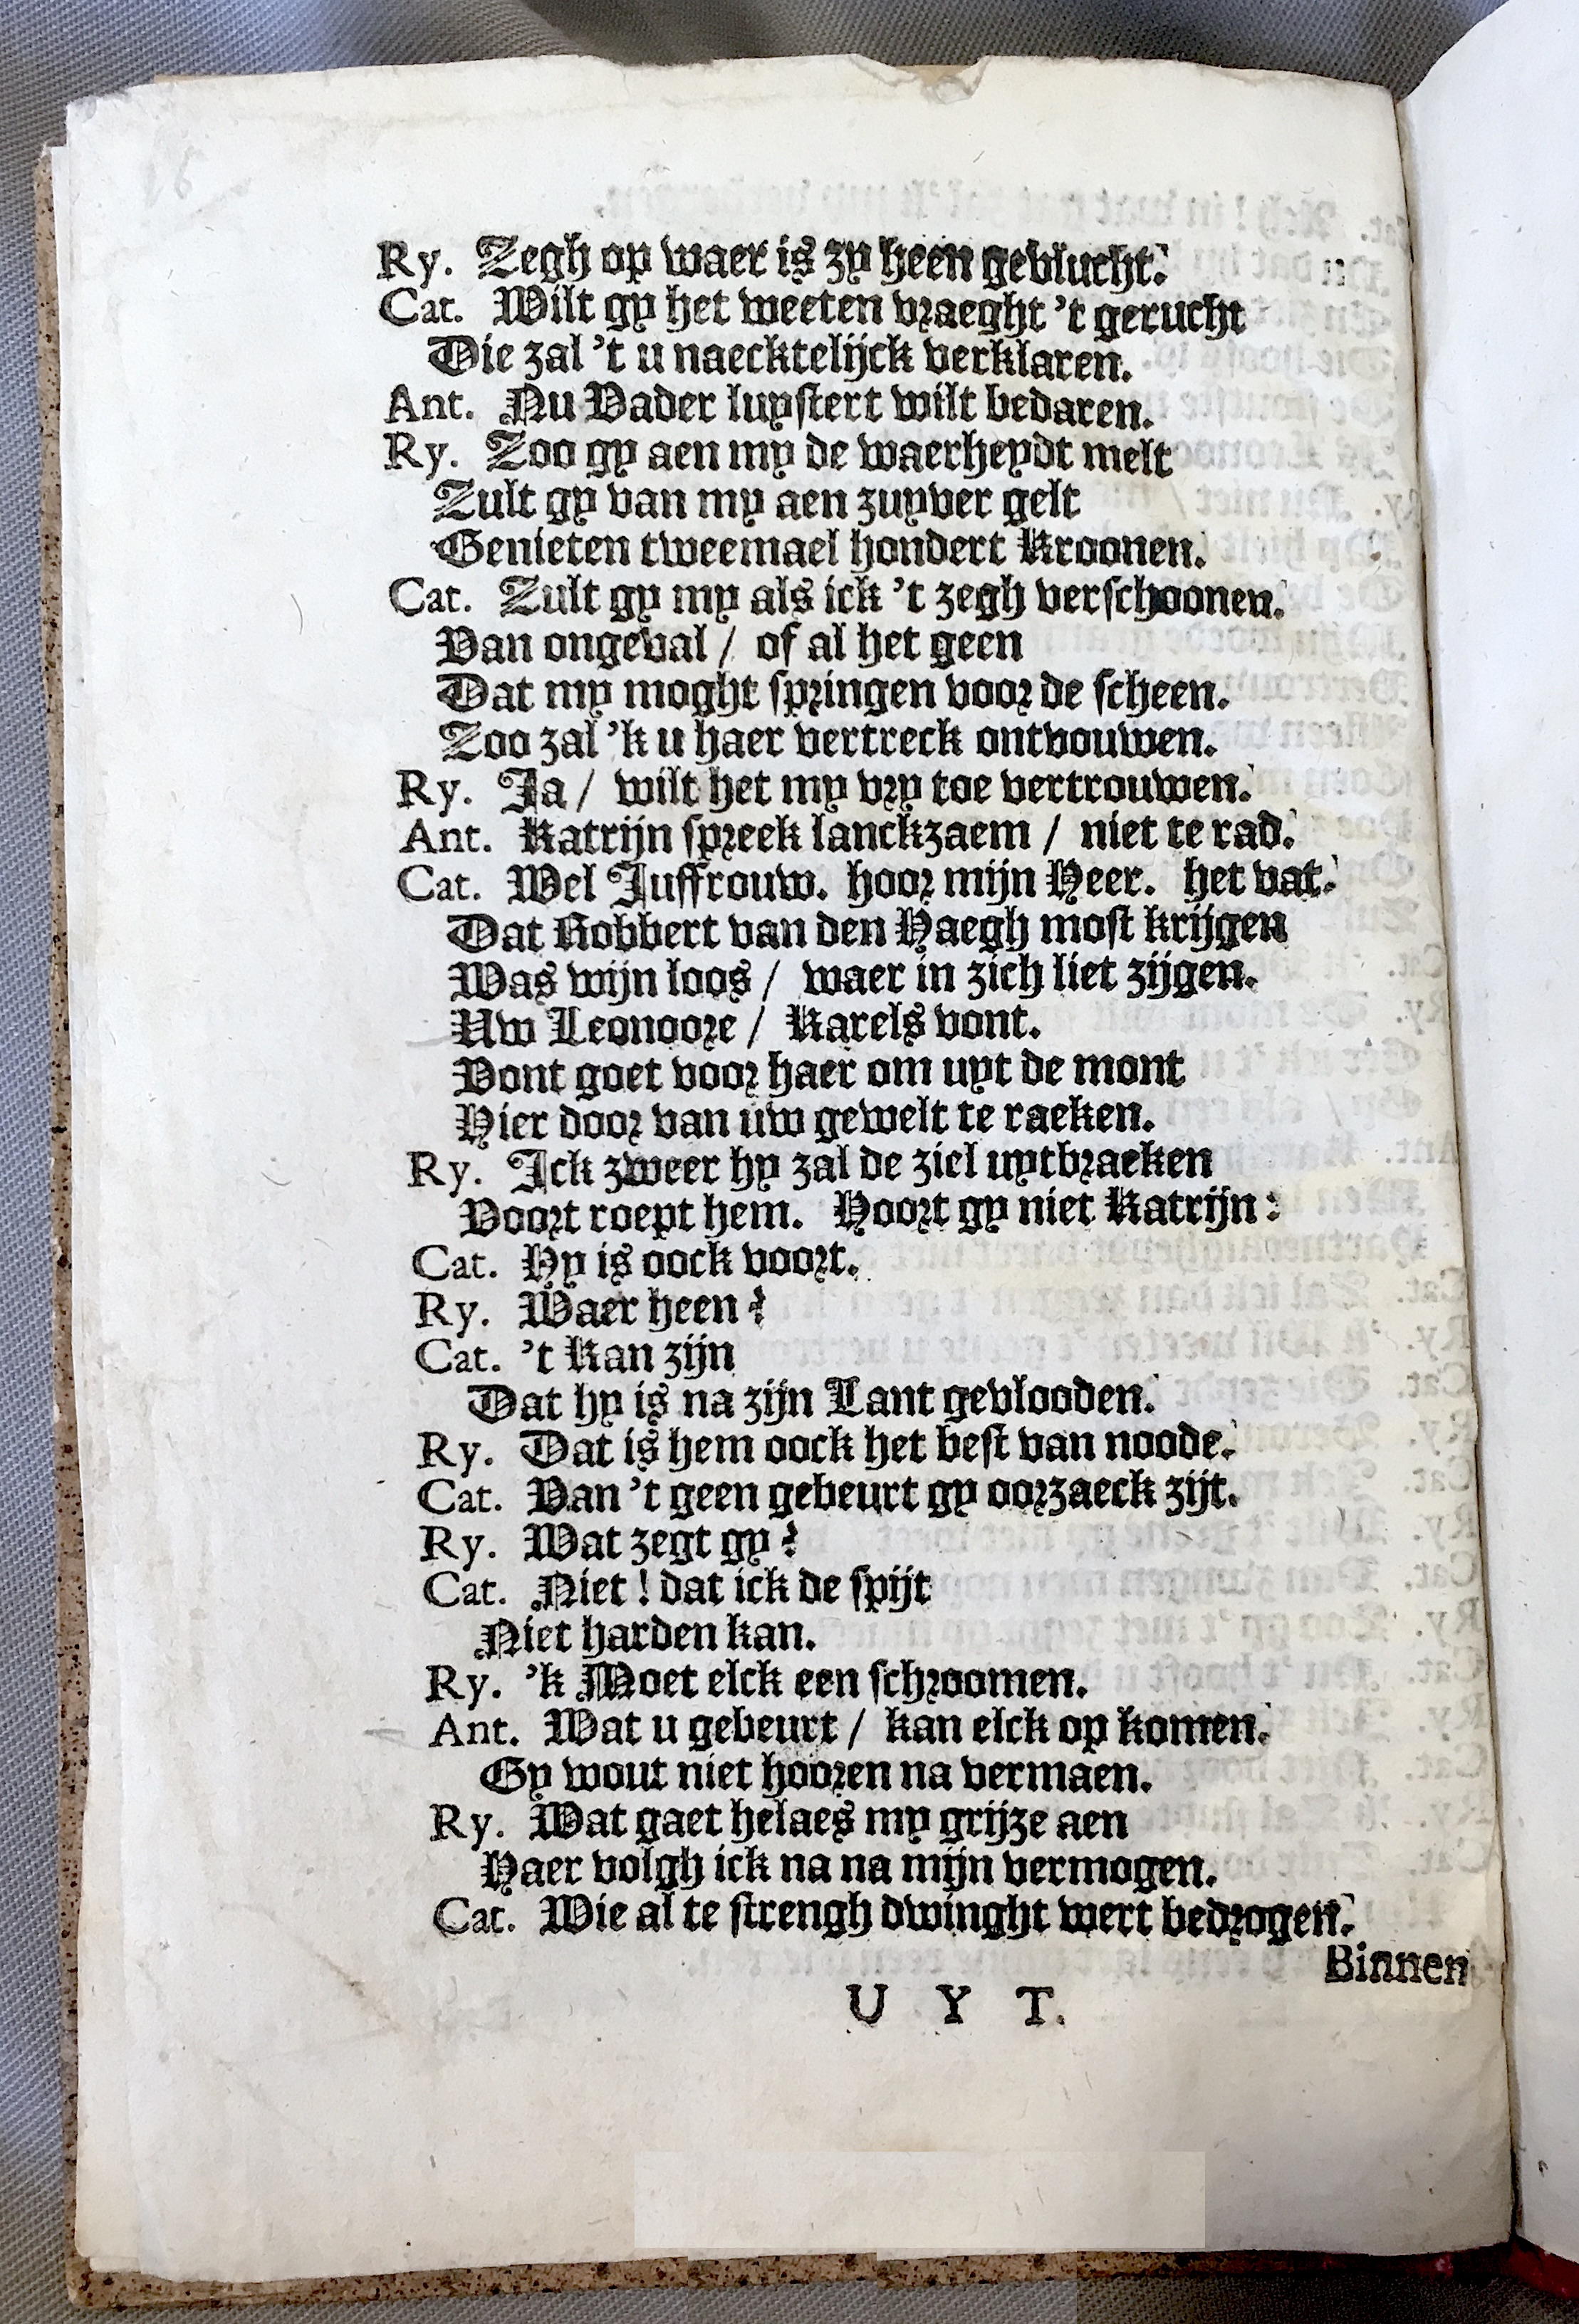 Ry. Zegh op waer is zy heen gevlucht.
Cat. Wilt gy het weeten vraeght 't gerucht
Die zal 't u naecktelijck verklaren.
Ant. Nu Vader luystert wilt bedaren.
Ry. Zoo gy aen my de waerheydt melt
Zult gy van my aen zuyver gelt
Genieten tweemael hondert Kroonen.
Cat. Zult gy my als ick 't zegh verschoonen.
Van ongeval / of al het geen
Dat my moght springen voor de scheen.
Zoo zal 'k u haer vertreck ontvouwen.
Ry. Ja / wilt het my vry toe vertrouwen.
Ant. Katrijn spreek lanckzaem / niet te rad.
Cat. Wel Juffrouw. hoor mijn Heer. het vat.
Dat Robbert van den Haegh most krijgen
Was wijn loos / waer in zich liet zijgen.
Uw Leonoore / Karels vont.
Vont goet voor haer om uyt de mont
Hier door van uw gewelt te raeken.
Ry. Ick zweer hy zal de ziel uytbraeken
Voort roept hem. Hoort gy niet Katrijn:
Cat. Hy is oock voort.
Ry. Waer heen?
Cat. 't Kan zijn
Dat hy is na zijn Lant gevlooden.
Ry. Dat is hem oock het best van noode.
Cat. Van 't geen gebeurt gy oorzaeck zijt.
Ry. Wat zegt gy?
Cat. Niet! dat ick de spijt
Niet harden kan.
Ry. 'k Moet elck een schroomen.
Ant. Wat u gebeurt / kan elck op komen.
Gy wout niet hooren na vermaen.
Ry. Wat gaet helaes my grijze aen
Haer volgh ick na na mijn vermogen.
Cat. Wie al te strengh dwinght wert bedrogen.
Binnen
UYT.